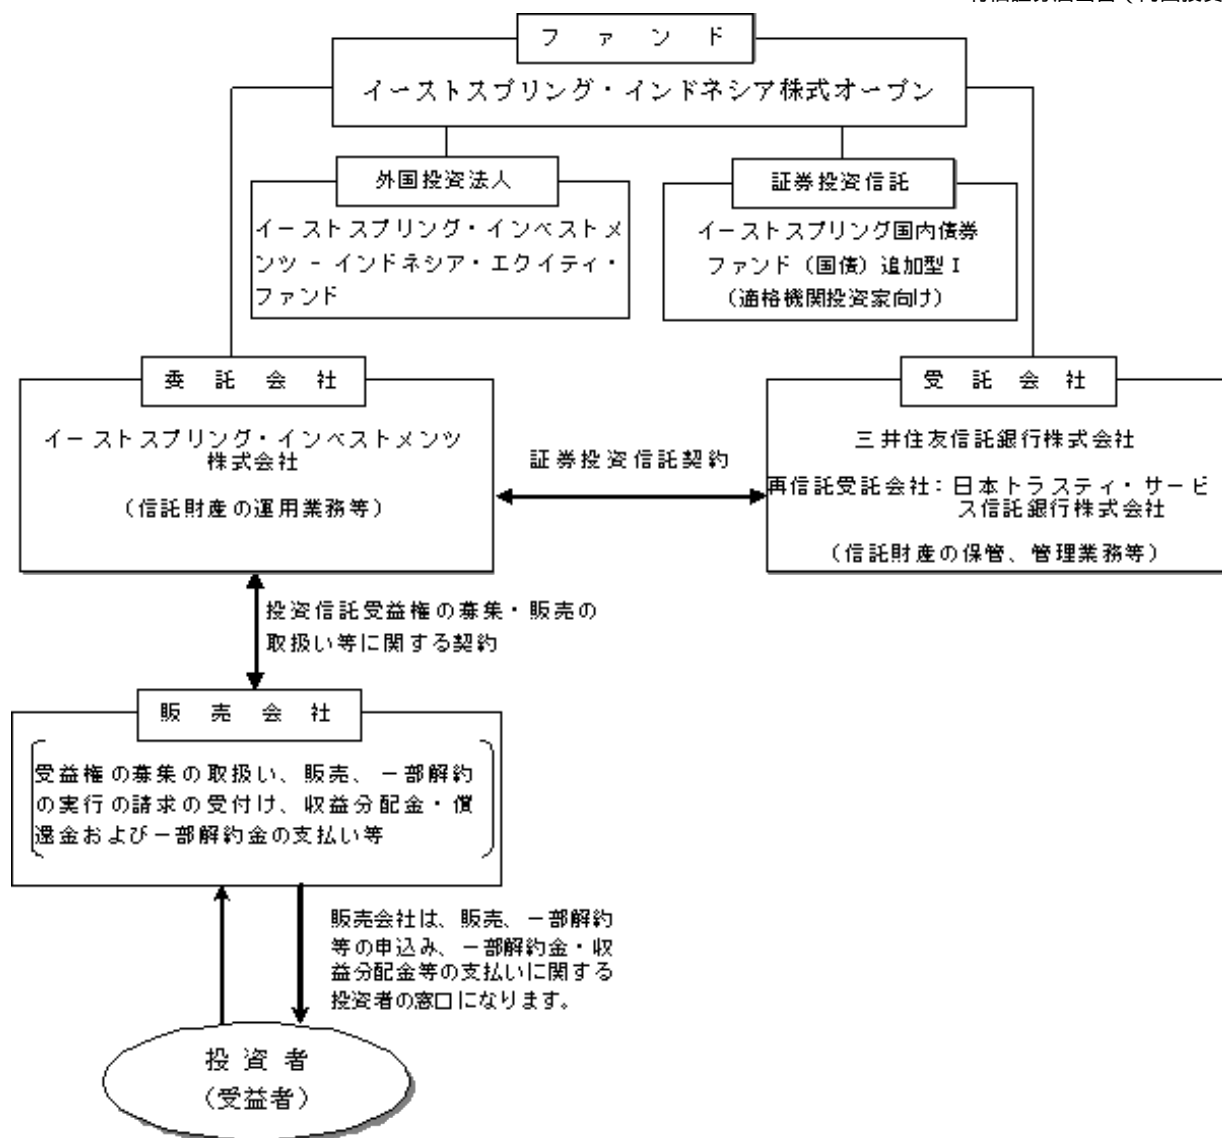 ファンド
イーストスプリング・インドネシア株式オープン
外国投資法人
イーストスプリング・インベストメ
ンツ － インドネシア・エクイティ・
ファンド
証券投資信託
イーストスプリング国内債券
ファンド（国債）追加型Ⅰ
（適格機関投資家向け）
委託会社
イーストスプリング・インベストメンツ
株式会社
（信託財産の運用業務等）
証券投資信託契約
受託会社
三井住友信託銀行株式会社
再信託受託会社：日本トラスティ・サービ
ス信託銀行株式会社
（信託財産の保管、管理業務等）
投資信託受益権の募集・販売の
取扱い等に関する契約
販売会社
受益権の募集の取扱い、販売、一部解約
の実行の請求の受付け、収益分配金・償
還金および一部解約金の支払い等
販売会社は、販売、一部解約
等の申込み、一部解約金・収
益分配金等の支払いに関する
投資者の窓口になります。
投資者
（受益者）